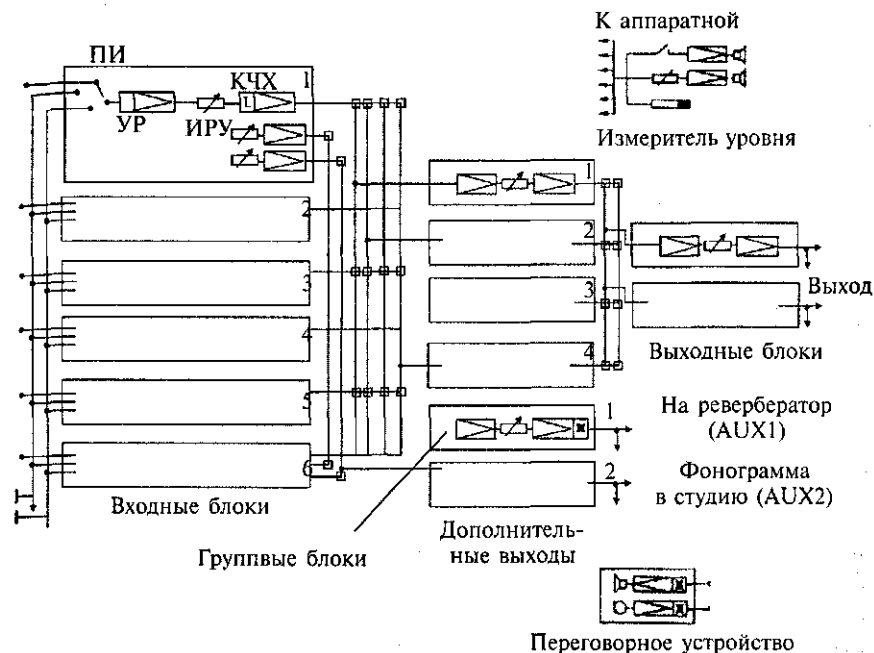 К аппаратной
ПИ
КЧХ
1
УР
ИРУ
Измеритель уровня
1
2
2
3
3
Выход
4
4
Выходные блоки
5
1
На ревербератор
(AUX1)
6
2
Фонограмма
в студию (AUX2)
Входные блоки
Группвые блоки
Дополнитель-
ные выходы
Переговорное устройство